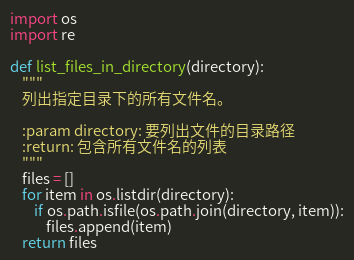 import os
import re

def list_files_in_directory(directory):
    """
    列出指定目录下的所有文件名。

    :param directory: 要列出文件的目录路径
    :return: 包含所有文件名的列表
    """
    files = []
    for item in os.listdir(directory):
        if os.path.isfile(os.path.join(directory, item)):
            files.append(item)
    return files